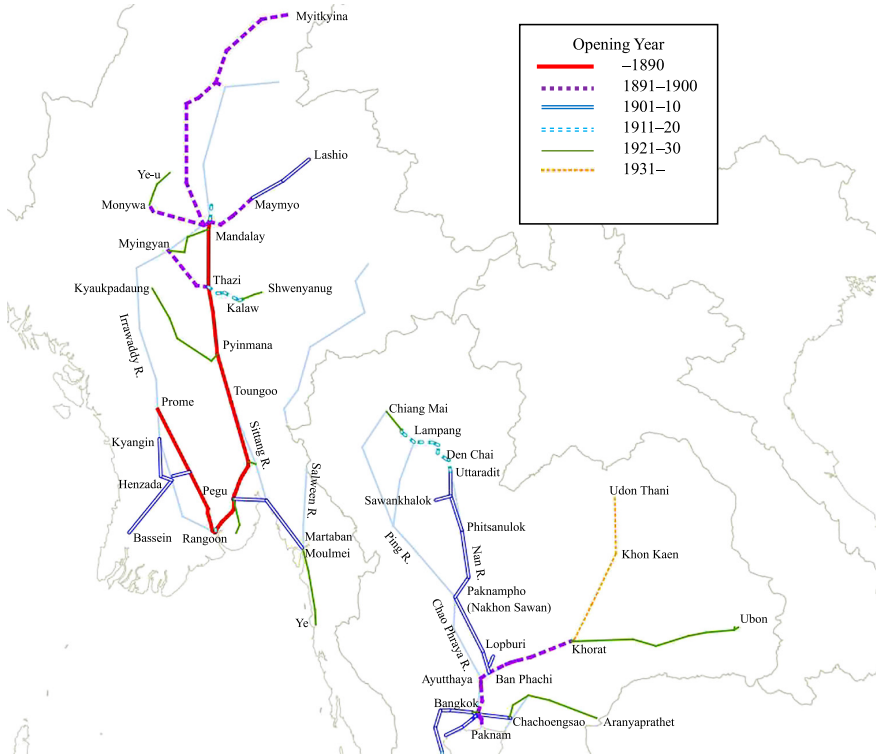 Myitkyina
Opening Year
–1890
1891–1900
1901–10
1911–20
1921–30
1931–
Lashio
Ye-u
Monywa
Maymyo
Mandalay
Myingyan
Thazi
Kyaukpadaung
Shwenyanug
Kalaw
Irrawaddy R.
Pyinmana
Toungoo
Prome
Chiang Mai
Lampang
Kyangin
Sittang R.
Den Chai
Salween R.
Uttaradit
Henzada
Pegu
Sawankhalok
Udon Thani
Bassein
Rangoon
Martaban
Moulmei
Phitsanulok
Ping R.
Nan R.
Khon Kaen
Paknampho
(Nakhon Sawan)
Ye
Chao Phraya R.
Ubon
Lopburi
Khorat
Ayutthaya
Ban Phachi
Bangkok
Chachoengsao
Aranyaprathet
Paknam